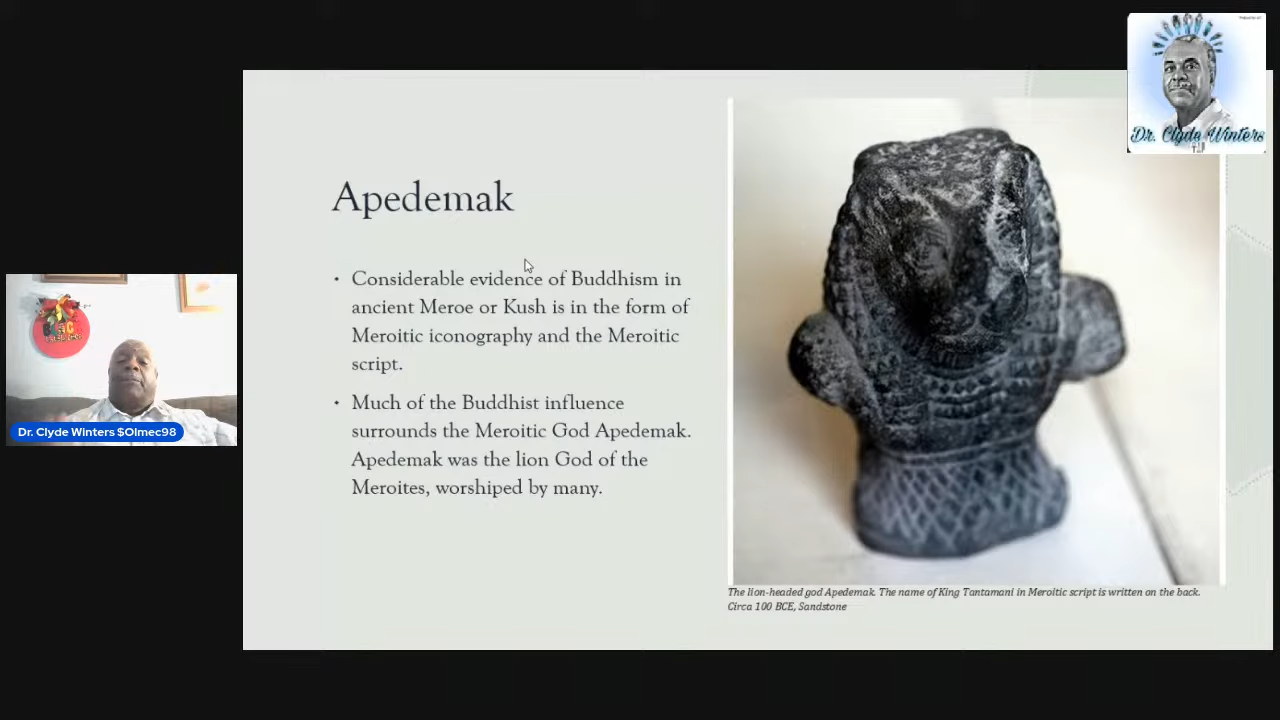 Dr. Clyde Winters
Apedemak
• Considerable evidence of Buddhism in
ancient Meroe or Kush is in the form of
Meroitic iconography and the Meroitic
script.
• Much of the Buddhist influence
surrounds the Meroitic God Apedemak.
Apedemak was the lion God of the
Meroites, worshiped by many.
Dr. Clyde Winters $Olmec98
The lion-headed god Apedemak. The name of King Tantamani in Meroitic script is written on the back.
Circa 100 BCE, Sandstone